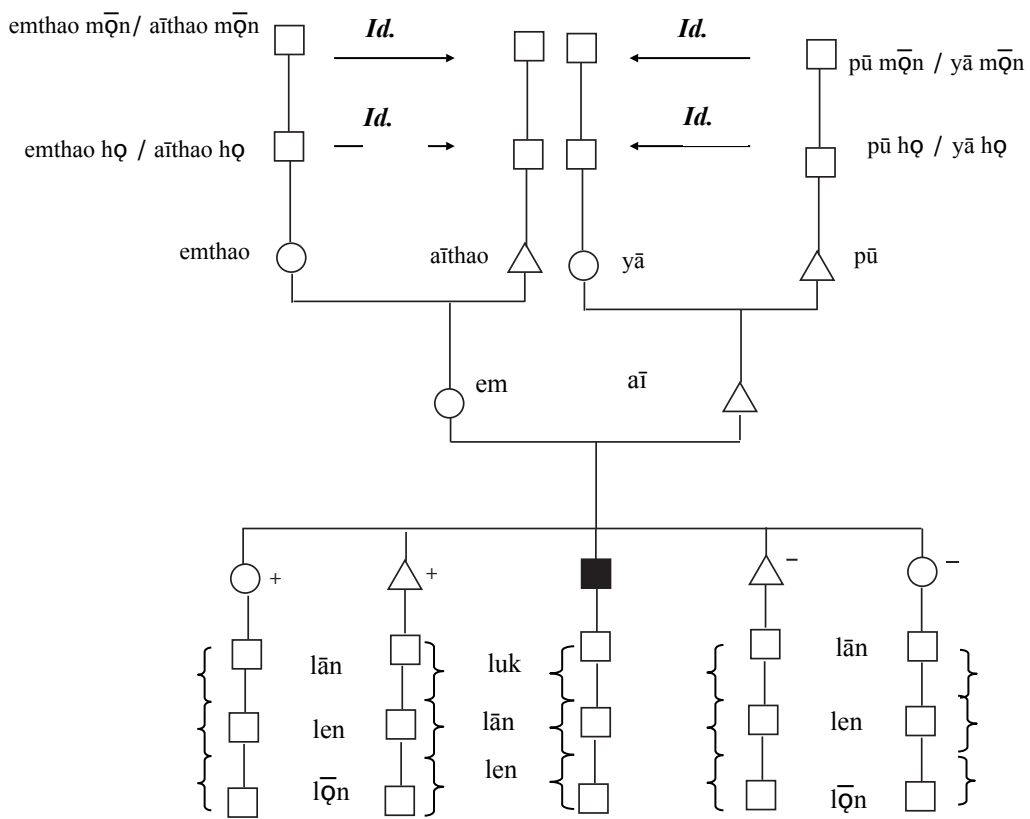 emthao mǭn / aīthao mǭn
Id.
Id.
pū mǭn / yā mǭn
emthao hǫ / aīthao hǫ
Id.
Id.
pū hǫ / yā hǫ
emthao
aīthao
yā
pū
em
aī
+
+
–
–
lān
luk
lān
len
lān
len
lǭn
len
lǭn